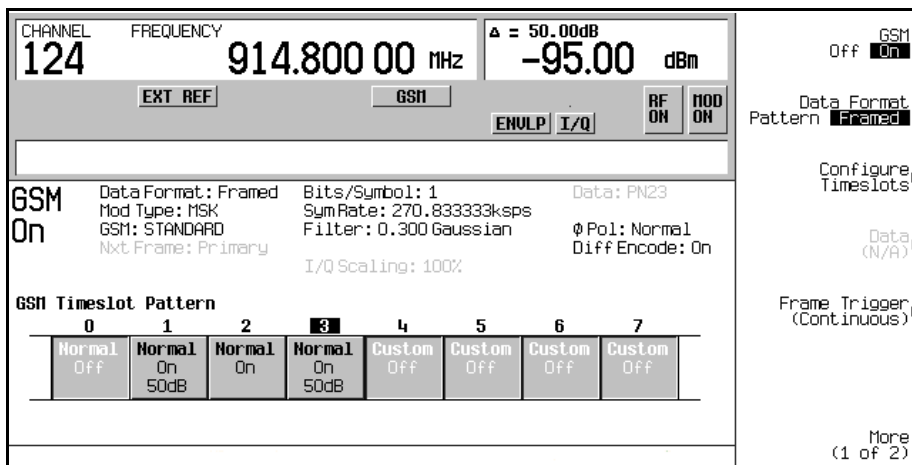 CHANNEL FREQUENCY Δ = 50.00dB
124 914.800 00 MHz -95.00 dBm
EXT REF GSM RF ON MOD ON
ENVLP I/Q
GSM
Off On
Data Format
Pattern Framed
Configure
Timeslots
Data
(N/A)
Frame Trigger
(Continuous)
More
(1 of 2)
GSM On
Data Format: Framed Bits/Symbol: 1 Data: PN23
Mod Type: MSK Sym Rate: 270.833333ksps
GSM: STANDARD Filter: 0.300 Gaussian Φ Pol: Normal
Nxt Frame: Primary Diff Encode: On
I/Q Scaling: 100%
GSM Timeslot Pattern
0 1 2 3 4 5 6 7
Normal Normal Normal Normal Custom Custom Custom Custom
Off On On On Off Off Off Off
50dB 50dB